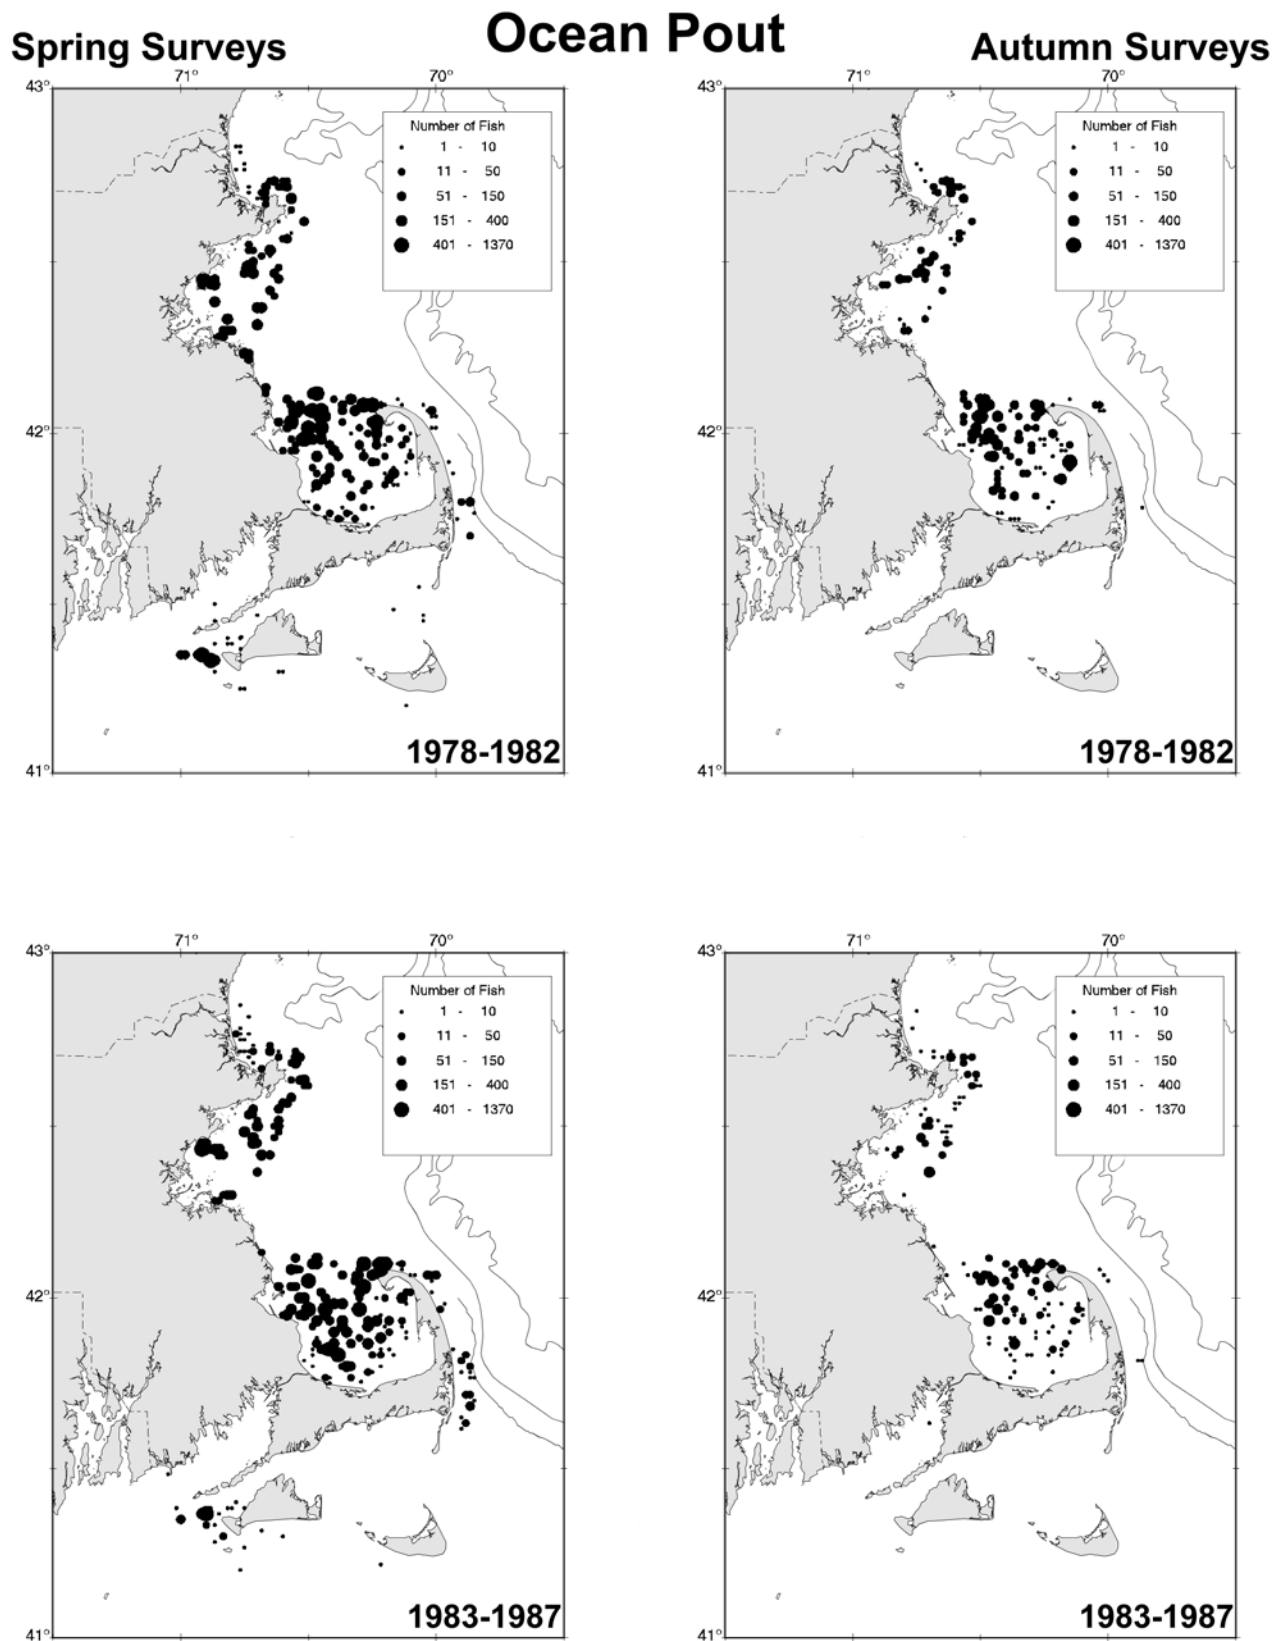 Ocean Pout
Spring Surveys
Autumn Surveys
71° 70°
43°
Number of Fish
1 - 10
11 - 50
51 - 150
151 - 400
401 - 1370
42°
41°
1978-1982
71° 70°
43°
Number of Fish
1 - 10
11 - 50
51 - 150
151 - 400
401 - 1370
42°
41°
1978-1982
71° 70°
43°
Number of Fish
1 - 10
11 - 50
51 - 150
151 - 400
401 - 1370
42°
41°
1983-1987
71° 70°
43°
Number of Fish
1 - 10
11 - 50
51 - 150
151 - 400
401 - 1370
42°
41°
1983-1987